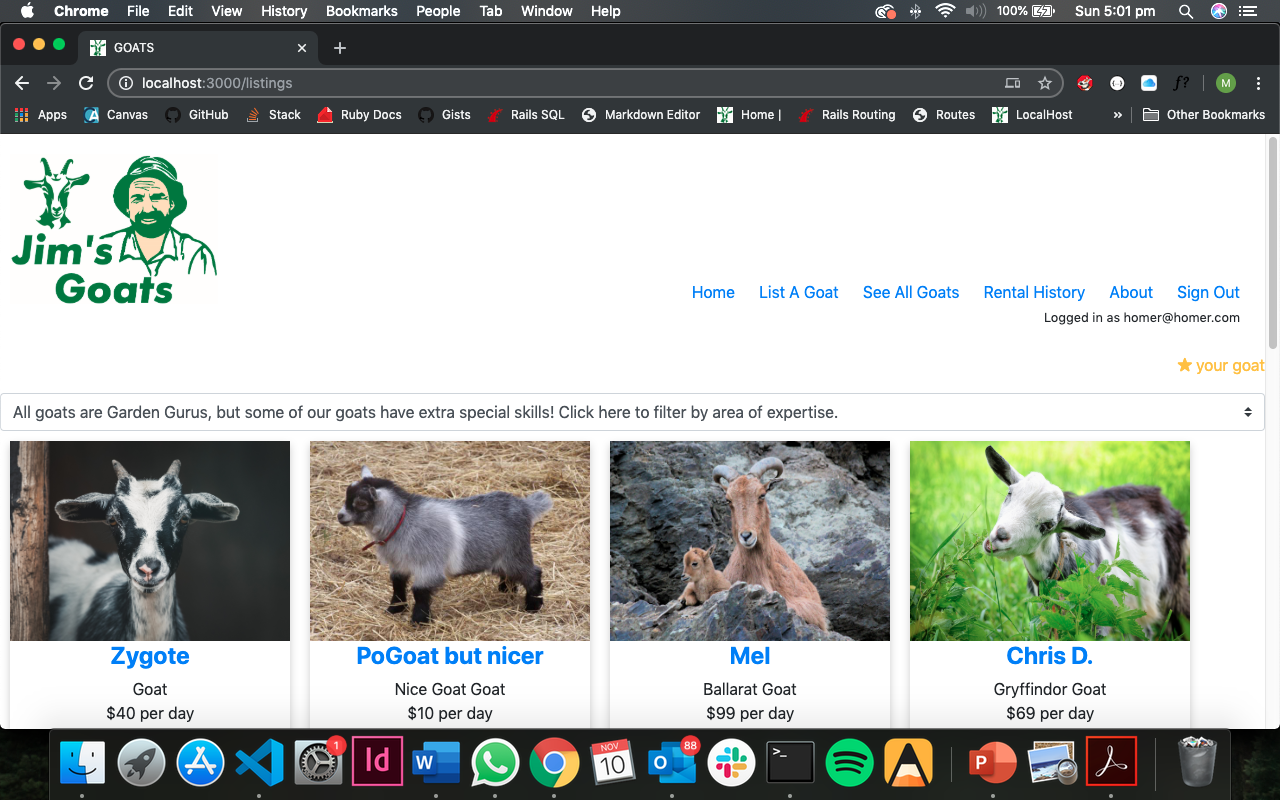 Chrome File Edit View History Bookmarks People Tab Window Help 100% Sun 5:01 pm
GOATS
localhost:3000/listings
f?
M
Apps Canvas GitHub Stack Ruby Docs Gists Rails SQL Markdown Editor Home | Rails Routing Routes LocalHost » Other Bookmarks
Jim's
Goats
Home List A Goat See All Goats Rental History About Sign Out
Logged in as homer@homer.com
your goat
All goats are Garden Gurus, but some of our goats have extra special skills! Click here to filter by area of expertise.
Zygote PoGoat but nicer Mel Chris D.
Goat Nice Goat Goat Ballarat Goat Gryffindor Goat
$40 per day $10 per day $99 per day $69 per day
1 Id W NOV 10 88 >_ P